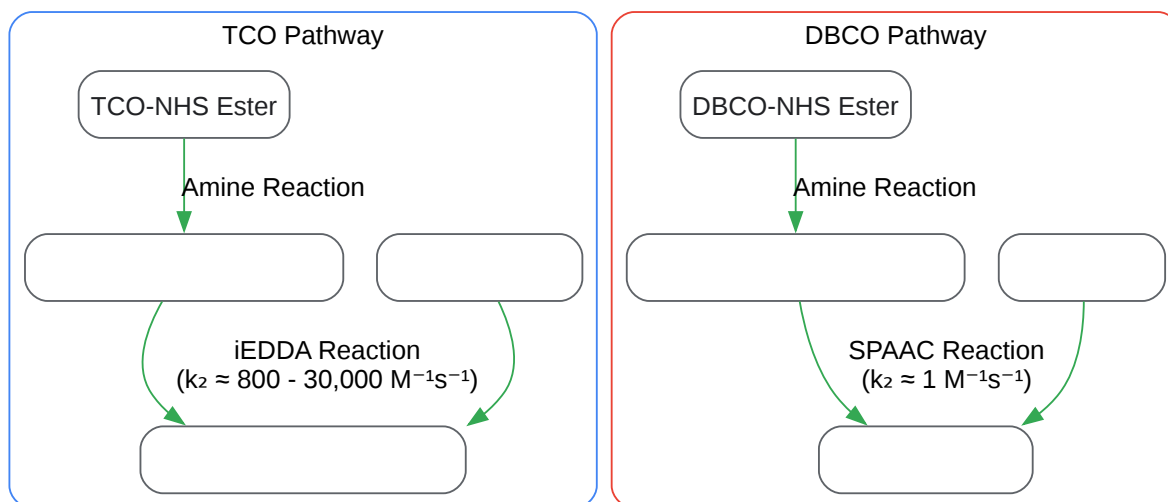 TCO Pathway
TCO-NHS Ester
Amine Reaction
iEDDA Reaction
(k₂ ≈ 800 - 30,000 M⁻¹s⁻¹)
DBCO Pathway
DBCO-NHS Ester
Amine Reaction
SPAAC Reaction
(k₂ ≈ 1 M⁻¹s⁻¹)